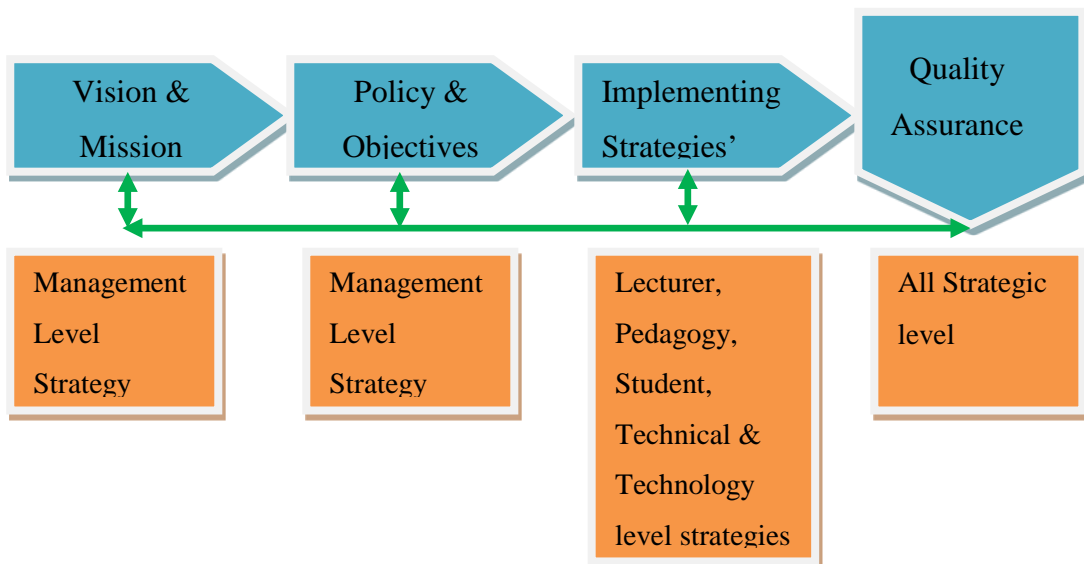 Vision &
Mission
Policy &
Objectives
Implementing
Strategies’
Quality
Assurance
Management
Level
Strategy
Management
Level
Strategy
Lecturer,
Pedagogy,
Student,
Technical &
Technology
level strategies
All Strategic
level